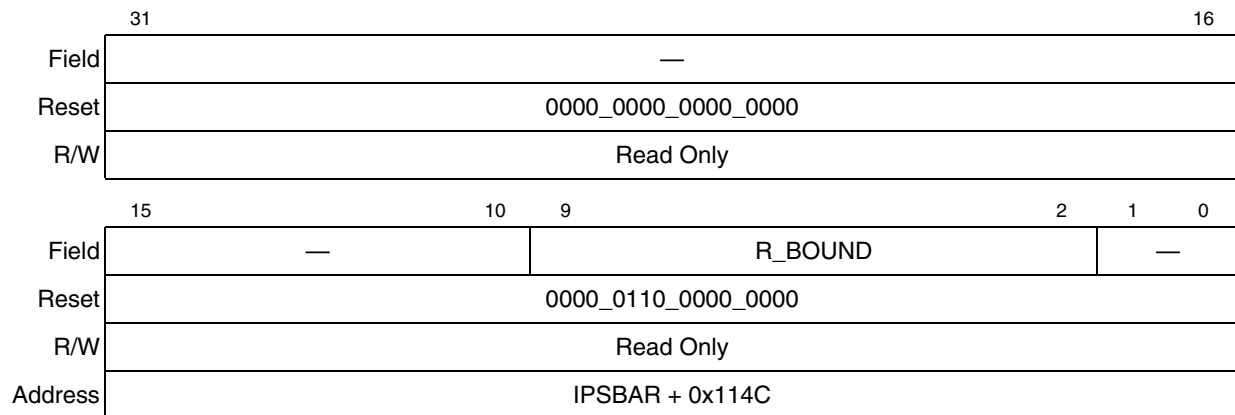 31 16
Field —
Reset 0000_0000_0000_0000
R/W Read Only
15 10 9 2 1 0
Field — R_BOUND —
Reset 0000_0110_0000_0000
R/W Read Only
Address IPSBAR + 0x114C